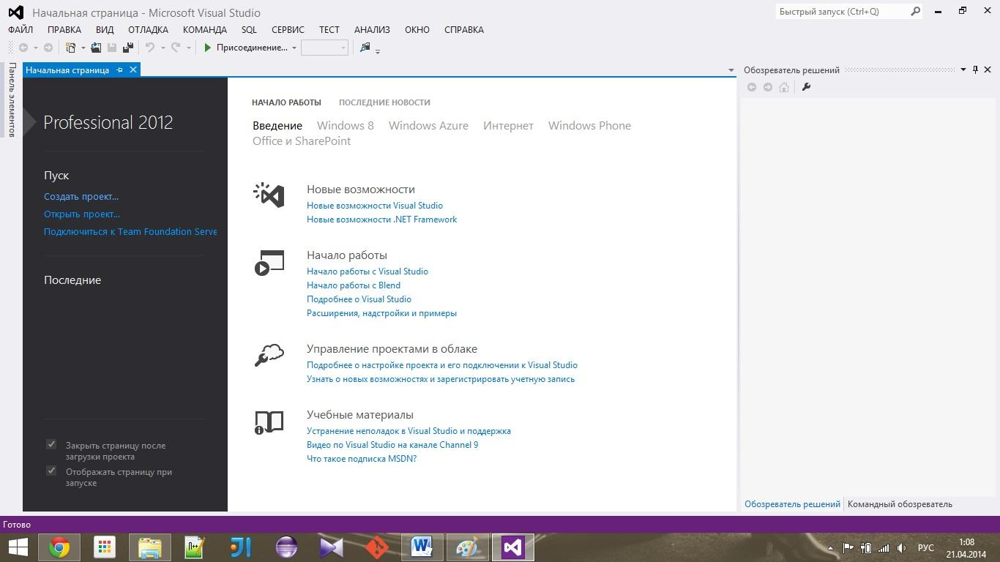 Начальная страница - Microsoft Visual Studio
Быстрый запуск (Ctrl+Q)
ФАЙЛ ПРАВКА ВИД ОТЛАДКА КОМАНДА SQL СЕРВИС ТЕСТ АНАЛИЗ ОКНО СПРАВКА
Присоединение...
Панель элементов
Начальная страница
Professional 2012
Пуск
Создать проект...
Открыть проект...
Подключиться к Team Foundation Serve
Последние
Закрыть страницу после
загрузки проекта
Отображать страницу при
запуске
НАЧАЛО РАБОТЫ ПОСЛЕДНИЕ НОВОСТИ
Введение Windows 8 Windows Azure Интернет Windows Phone
Office и SharePoint
Новые возможности
Новые возможности Visual Studio
Новые возможности .NET Framework
Начало работы
Начало работы с Visual Studio
Начало работы с Blend
Подробнее о Visual Studio
Расширения, надстройки и примеры
Управление проектами в облаке
Подробнее о настройке проекта и его подключении к Visual Studio
Узнать о новых возможностях и зарегистрировать учетную запись
Учебные материалы
Устранение неполадок в Visual Studio и поддержка
Видео по Visual Studio на канале Channel 9
Что такое подписка MSDN?
Обозреватель решений
Обозреватель решений Командный обозреватель
Готово
РУС
1:08
21.04.2014